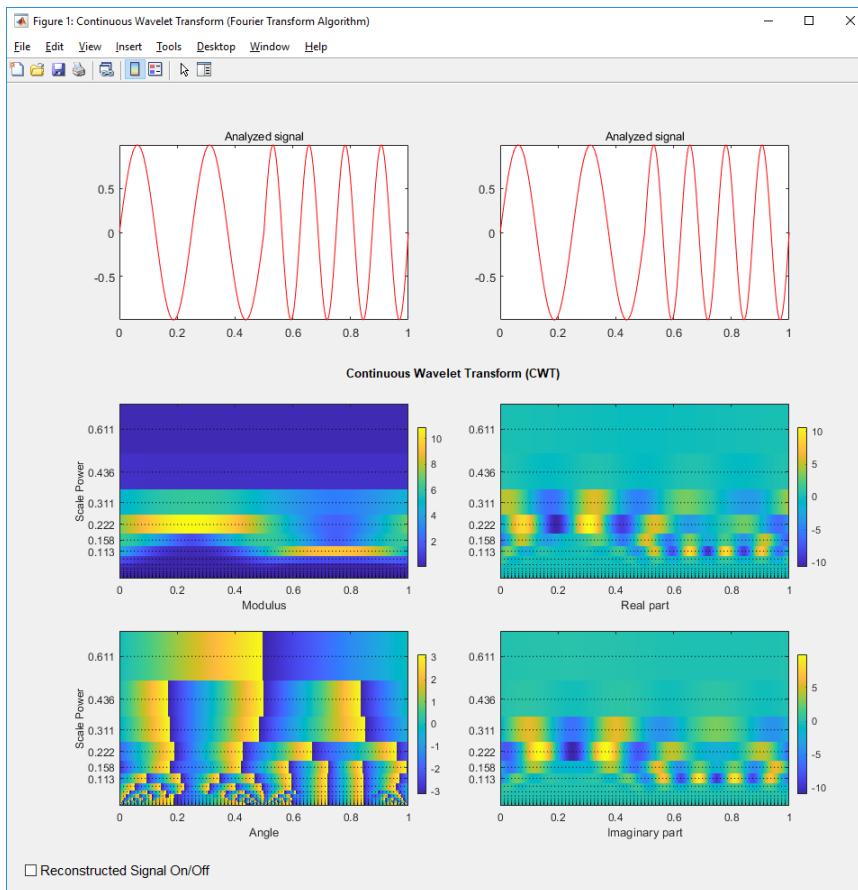 Figure 1: Continuous Wavelet Transform (Fourier Transform Algorithm)
File Edit View Insert Tools Desktop Window Help
Analyzed signal
0.5
0
-0.5
0 0.2 0.4 0.6 0.8 1
Analyzed signal
0.5
0
-0.5
0 0.2 0.4 0.6 0.8 1
Continuous Wavelet Transform (CWT)
Scale Power
0.611
0.436
0.311
0.222
0.158
0.113
0 0.2 0.4 0.6 0.8 1
Modulus
10
8
6
4
2
0.611
0.436
0.311
0.222
0.158
0.113
0 0.2 0.4 0.6 0.8 1
Real part
10
5
0
-5
-10
Scale Power
0.611
0.436
0.311
0.222
0.158
0.113
0 0.2 0.4 0.6 0.8 1
Angle
3
2
1
0
-1
-2
-3
0.611
0.436
0.311
0.222
0.158
0.113
0 0.2 0.4 0.6 0.8 1
Imaginary part
5
0
-5
-10
Reconstructed Signal On/Off